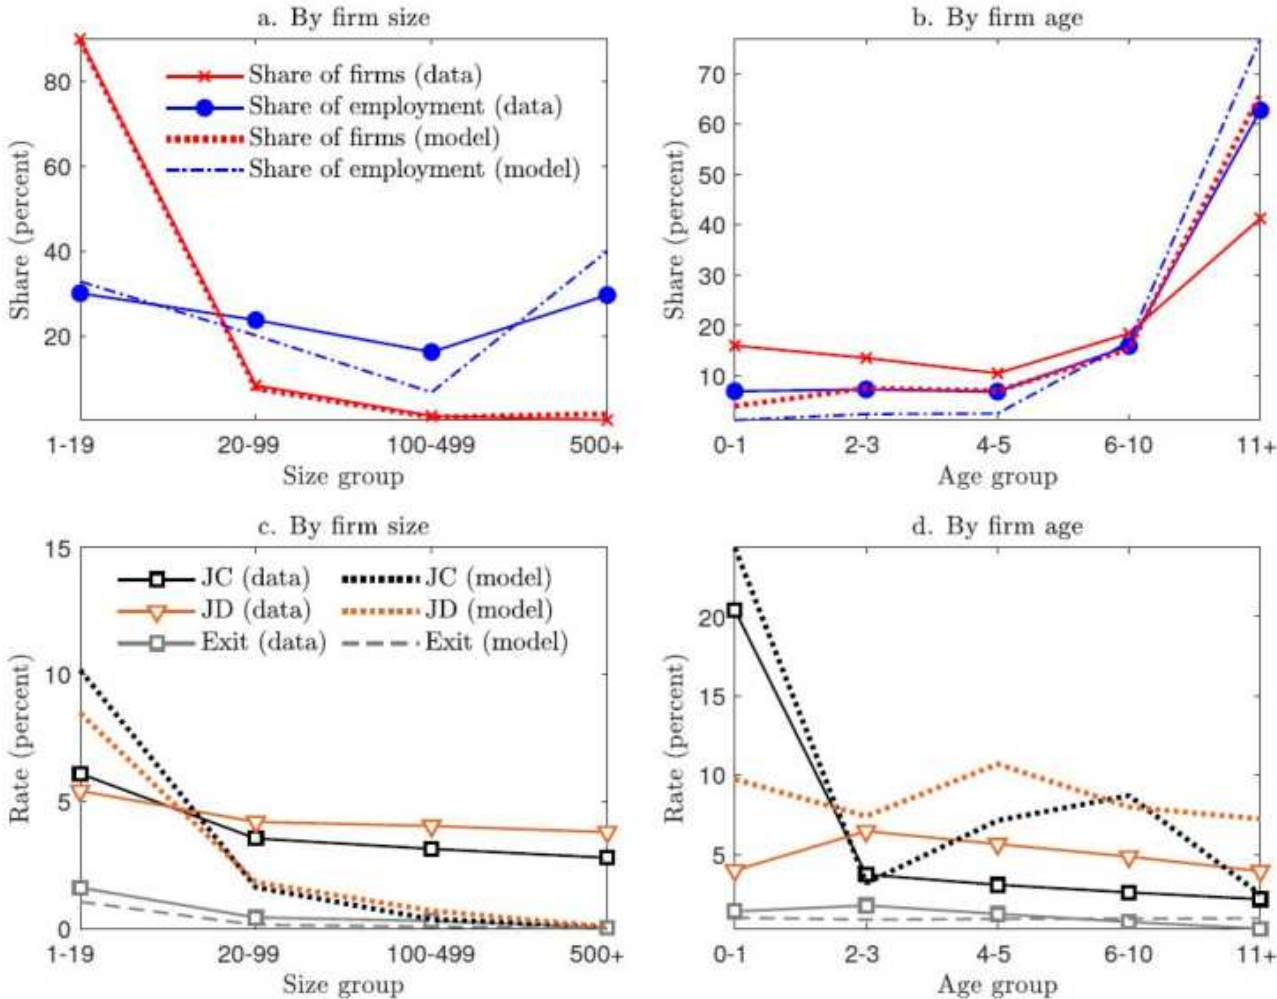 a. By firm size
80
60
40
20
Share (percent)
Share of firms (data)
Share of employment (data)
Share of firms (model)
Share of employment (model)
1-19
20-99
100-499
500+
Size group
b. By firm age
70
60
50
40
30
20
10
Share (percent)
0-1
2-3
4-5
6-10
11+
Age group
c. By firm size
15
10
5
0
Rate (percent)
JC (data)
JD (data)
Exit (data)
JC (model)
JD (model)
Exit (model)
1-19
20-99
100-499
500+
Size group
d. By firm age
20
15
10
5
Rate (percent)
0-1
2-3
4-5
6-10
11+
Age group